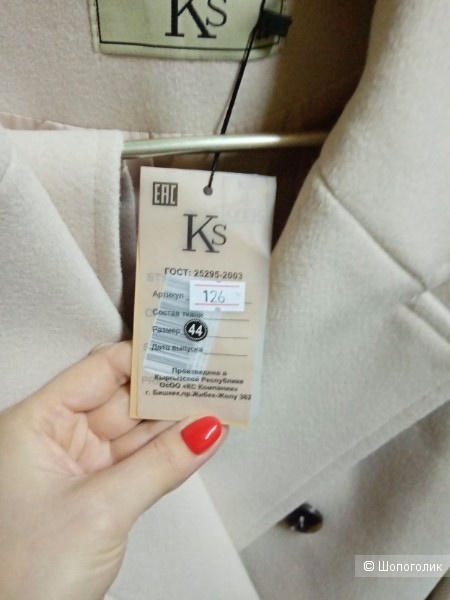 KS
EAC
KS
ГОСТ: 25295-2003
Артикул 126
Состав ткани
Размер 44
Дата выпуска
Произведено в
Кыргызской Республике
ОсОО «КС Компани»
г. Бишкек,пр.Жибек-Жолу 362
© Шопоголик